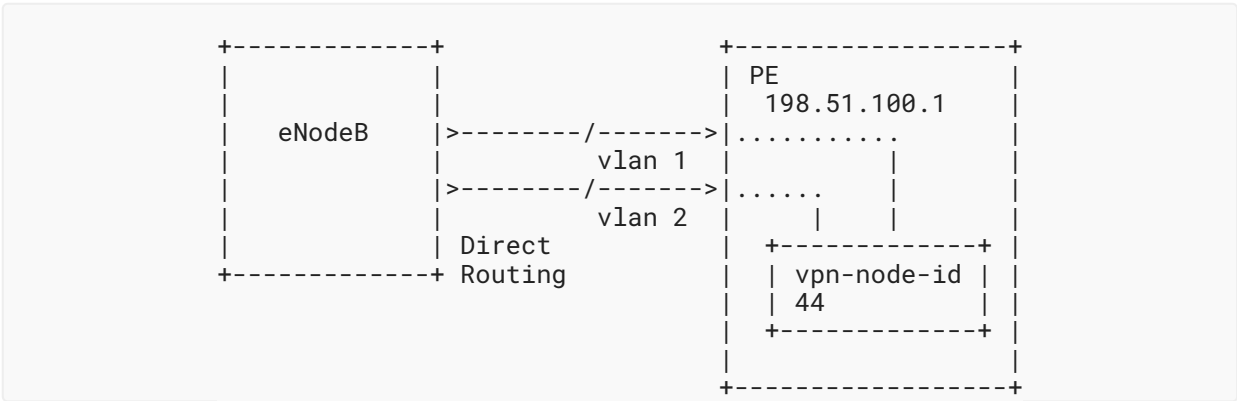 +-------------+                  +------------------+
|             |                  | PE               |
|             |                  |  198.51.100.1    |
|   eNodeB    |>--------/------->|...........       |
|             |          vlan 1  |          |       |
|             |>--------/------->|......    |       |
|             |          vlan 2  |     |    |       |
|             | Direct           |  +-------------+ |
+-------------+ Routing          |  | vpn-node-id | |
                                 |  | 44          | |
                                 |  +-------------+ |
                                 |                  |
                                 +------------------+